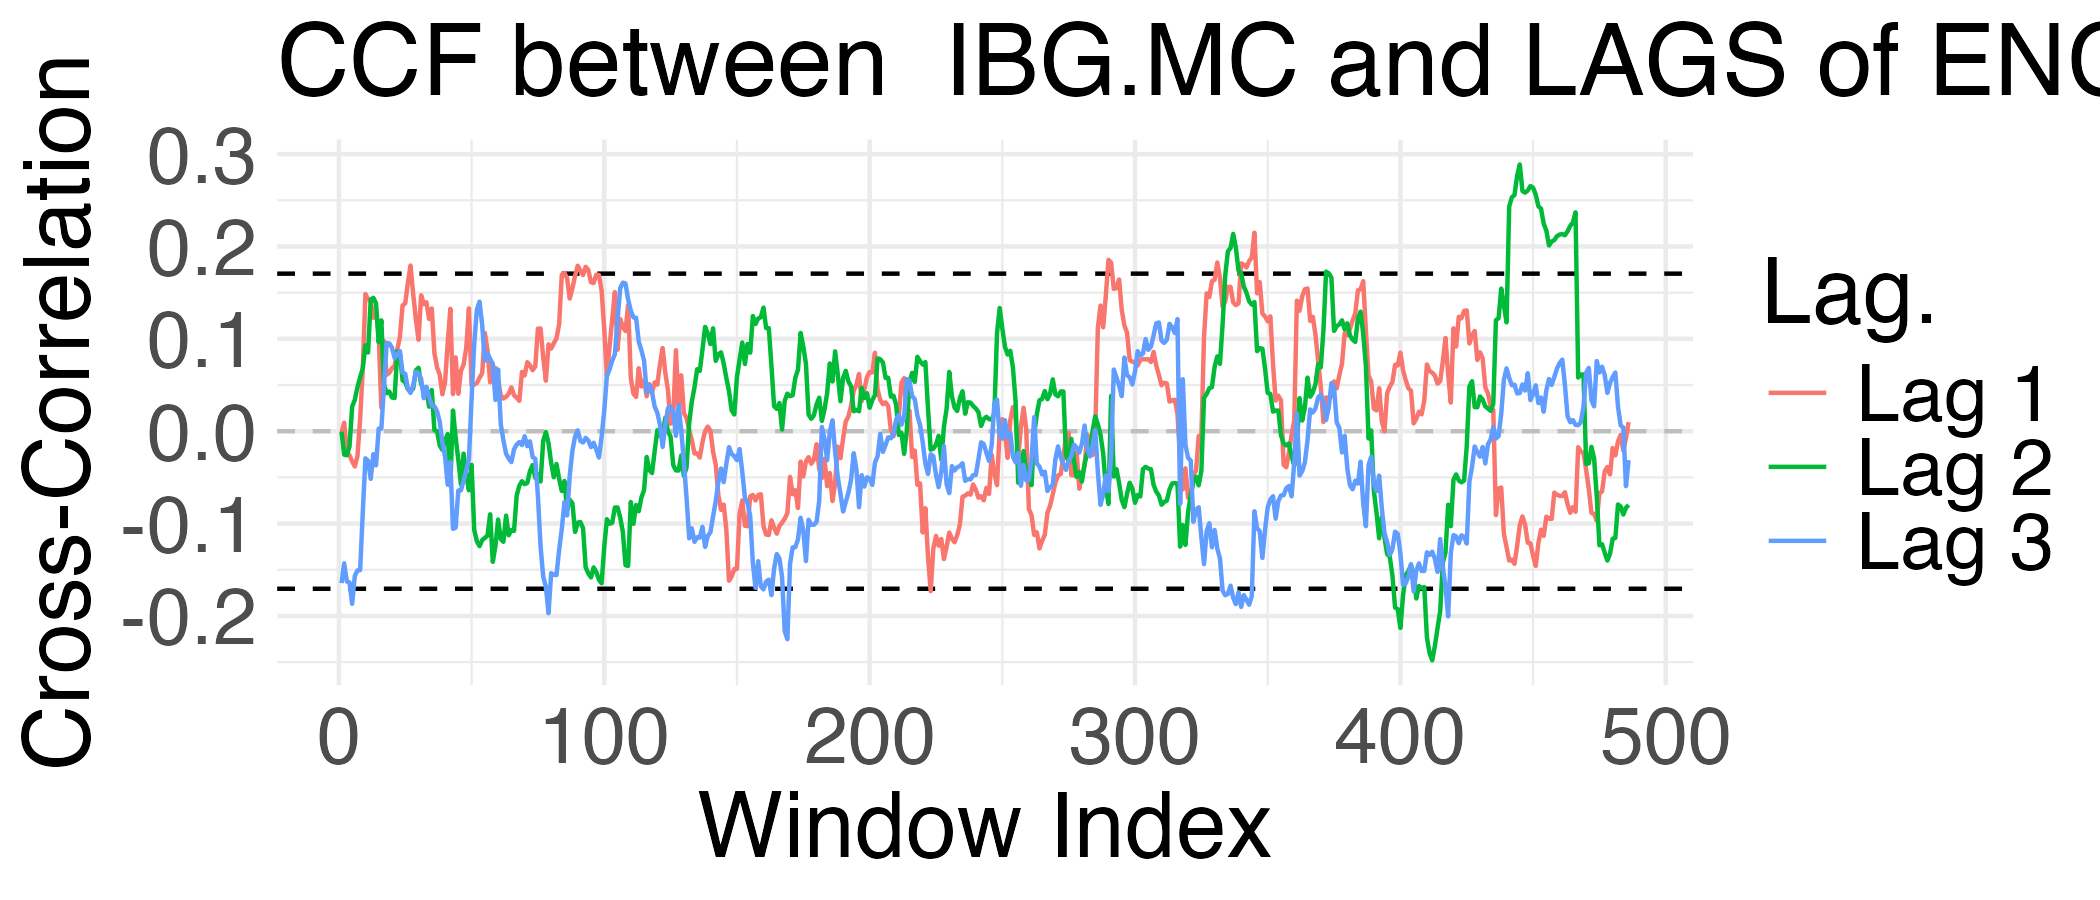 CCF between IBG.MC and LAGS of
Cross-Correlation
0.3
0.2
0.1
0.0
-0.1
-0.2
0
100
200
300
400
500
Window Index
Lag.
Lag 1
Lag 2
Lag 3